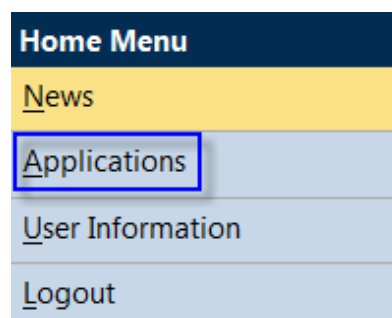 Home Menu
News
Applications
User Information
Logout